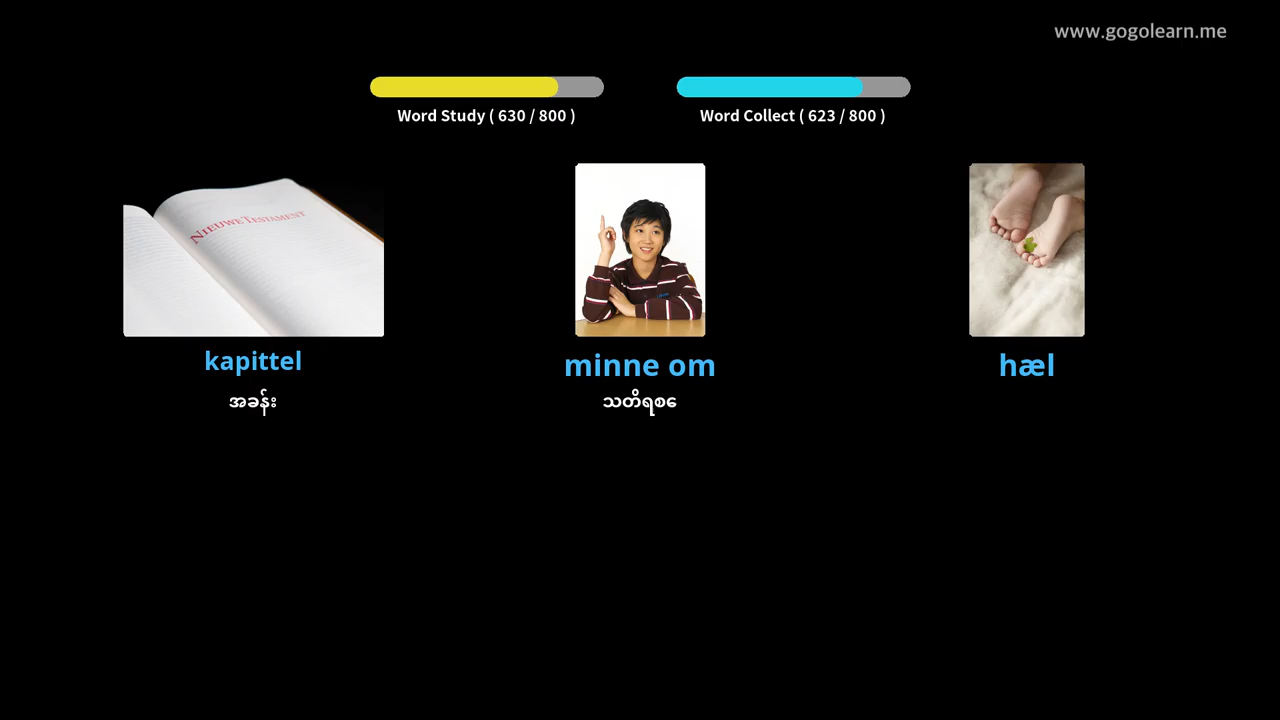 www.gogolearn.me
Word Study ( 630 / 800 )
Word Collect ( 623 / 800 )
NIEUWE TESTAMENT
kapittel
minne om
hæl
အခန်း
သတိရစေ